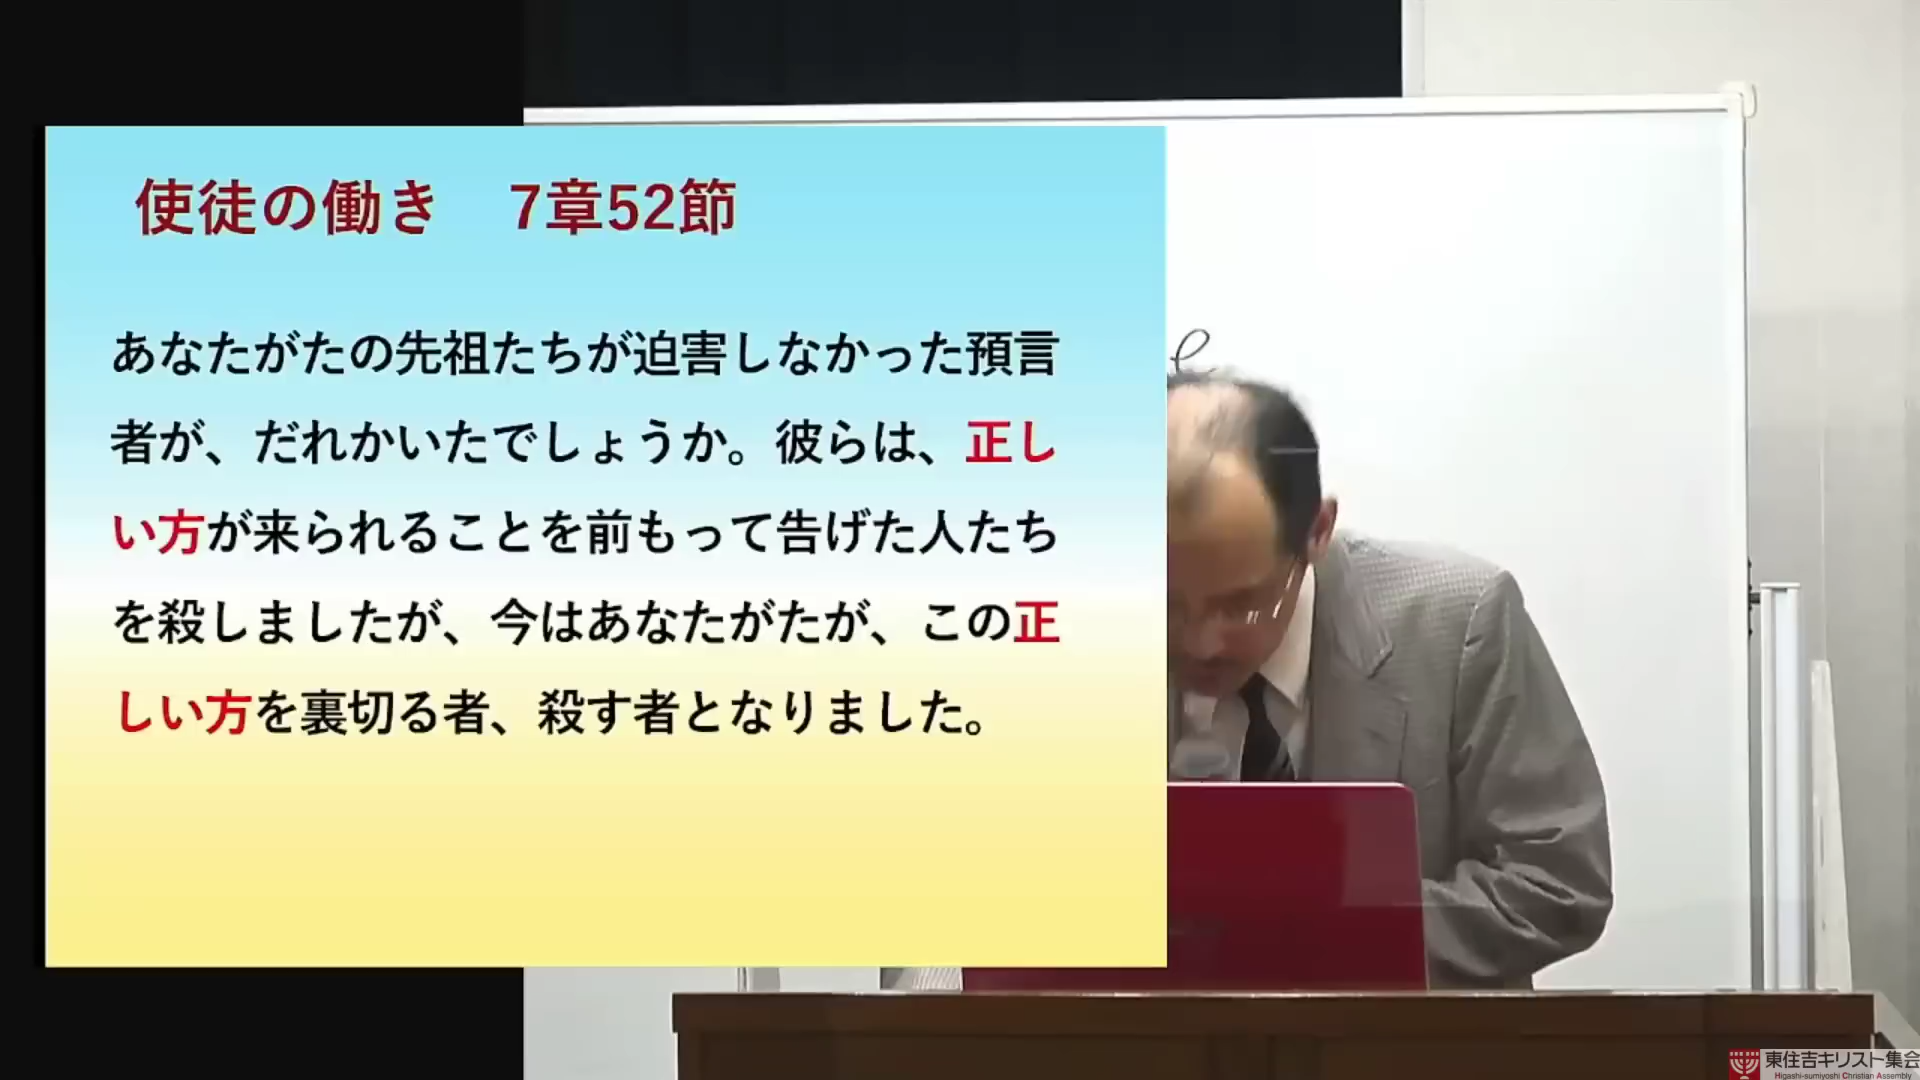 使徒の働き　7章52節
あなたがたの先祖たちが迫害しなかった預言
者が、だれかいたでしょうか。彼らは、正し
い方が来られることを前もって告げた人たち
を殺しましたが、今はあなたがたが、この正
しい方を裏切る者、殺す者となりました。
東住吉キリスト集会
Higashi-sumiyoshi Christian Assembly